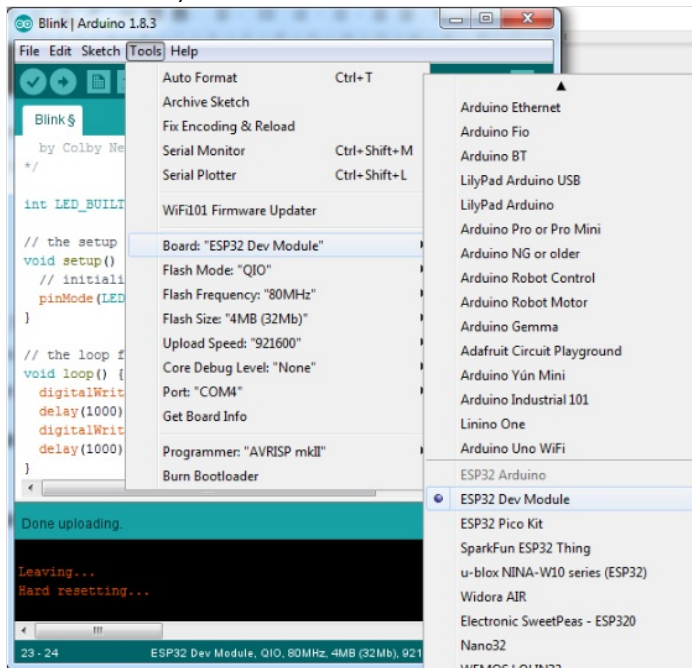 Blink | Arduino 1.8.3
File Edit Sketch Tools Help
Blink §
by Colby Ne
*/
int LED_BUILT
// the setup
void setup()
// initiali
pinMode(LED
}
// the loop f
void loop() {
digitalWrit
delay(1000)
digitalWrit
delay(1000)
}
Auto Format Ctrl+T
Archive Sketch
Fix Encoding & Reload
Serial Monitor Ctrl+Shift+M
Serial Plotter Ctrl+Shift+L
WiFi101 Firmware Updater
Board: "ESP32 Dev Module"
Flash Mode: "QIO"
Flash Frequency: "80MHz"
Flash Size: "4MB (32Mb)"
Upload Speed: "921600"
Core Debug Level: "None"
Port: "COM4"
Get Board Info
Programmer: "AVRISP mkII"
Burn Bootloader
Arduino Ethernet
Arduino Fio
Arduino BT
LilyPad Arduino USB
LilyPad Arduino
Arduino Pro or Pro Mini
Arduino NG or older
Arduino Robot Control
Arduino Robot Motor
Arduino Gemma
Adafruit Circuit Playground
Arduino Yún Mini
Arduino Industrial 101
Linino One
Arduino Uno WiFi
ESP32 Arduino
ESP32 Dev Module
ESP32 Pico Kit
SparkFun ESP32 Thing
u-blox NINA-W10 series (ESP32)
Widora AIR
Electronic SweetPeas - ESP320
Nano32
WEMOS LOLIN32
Done uploading.
Leaving...
Hard resetting...
23 - 24 ESP32 Dev Module, QIO, 80MHz, 4MB (32Mb), 921